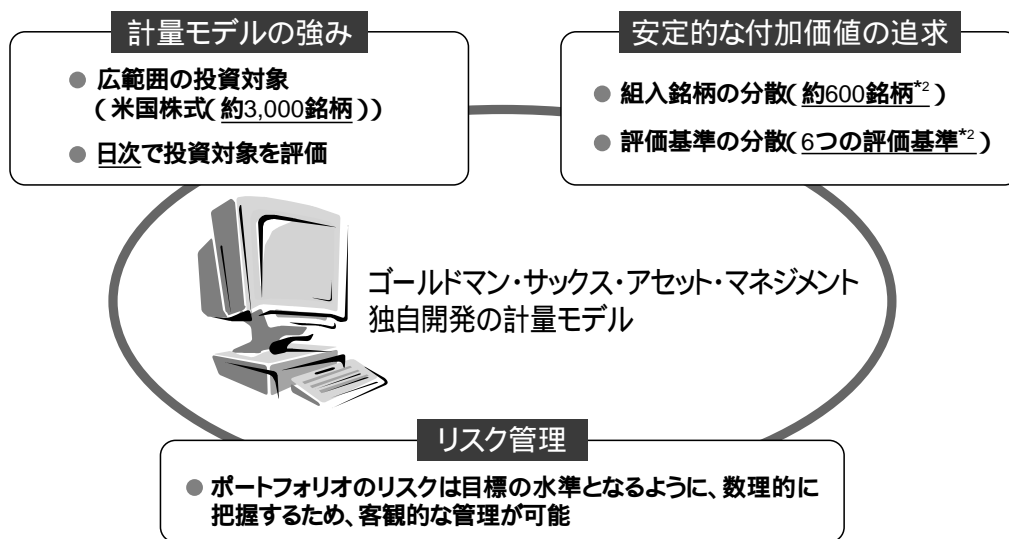 計量モデルの強み
● 広範囲の投資対象
(米国株式(約3,000銘柄))
● 日次で投資対象を評価
安定的な付加価値の追求
● 組入銘柄の分散(約600銘柄*2)
● 評価基準の分散(6つの評価基準*2)
ゴールドマン・サックス・アセット・マネジメント
独自開発の計量モデル
リスク管理
● ポートフォリオのリスクは目標の水準となるように、数理的に
把握するため、客観的な管理が可能